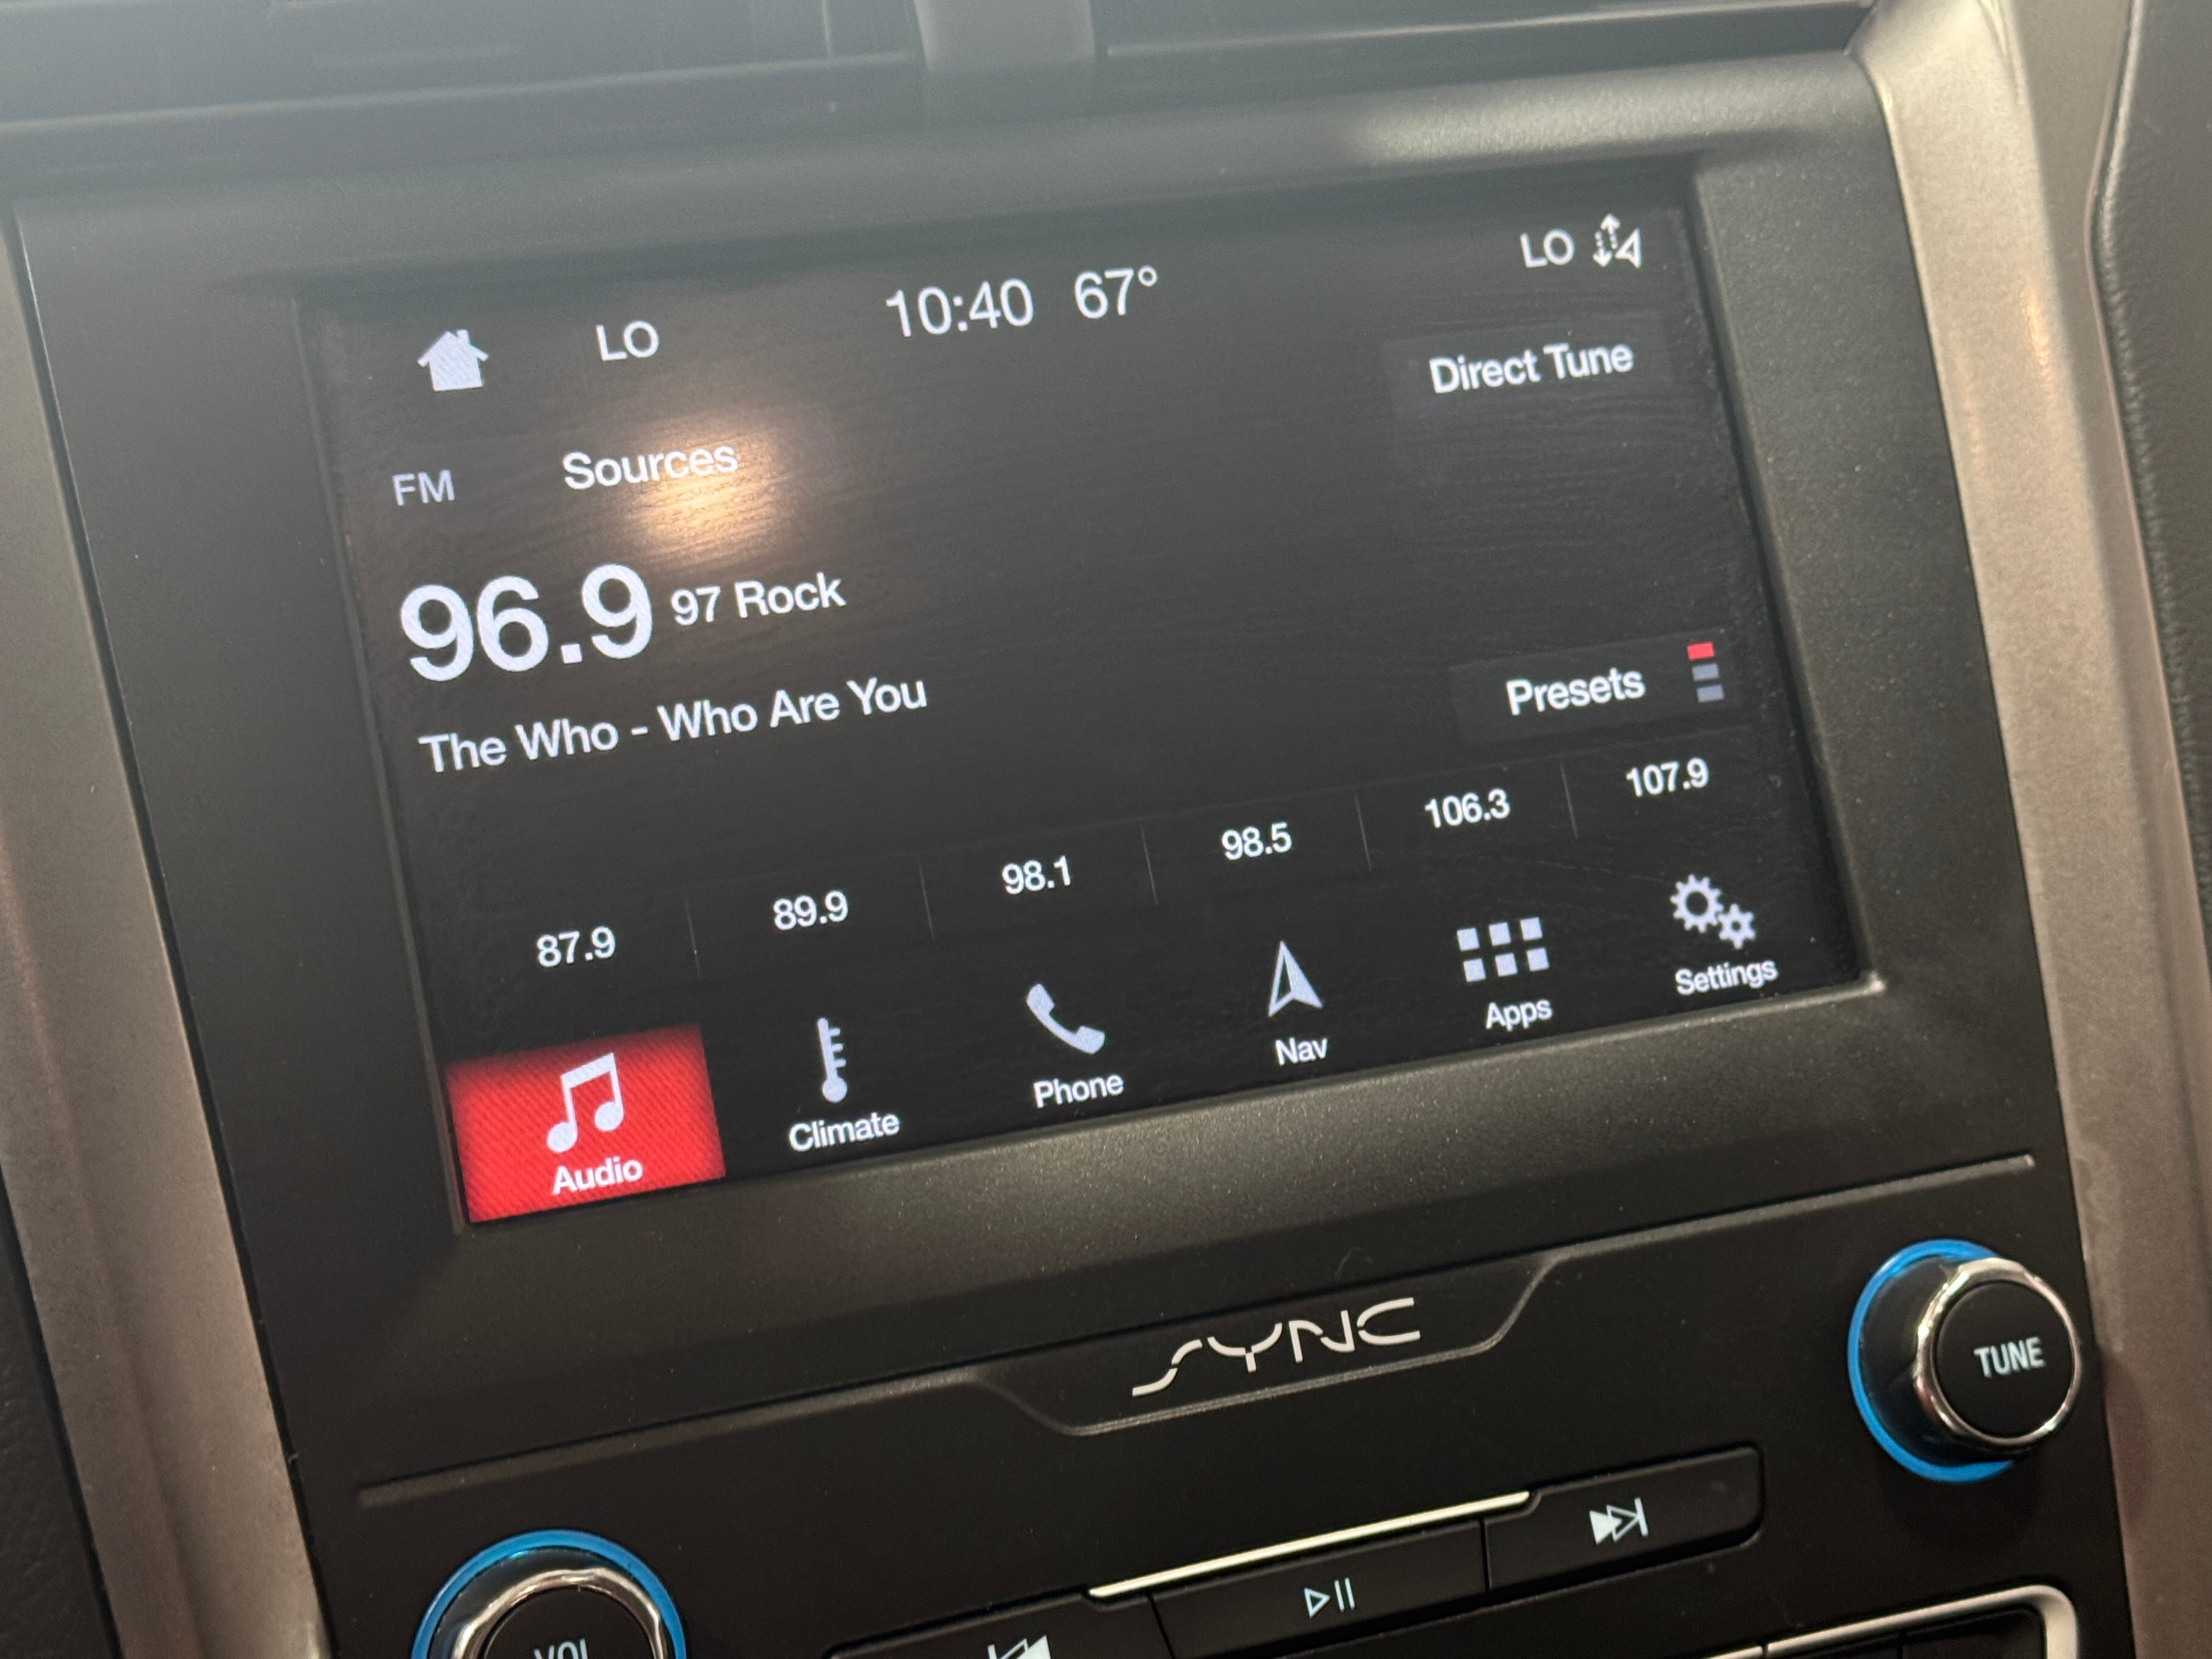 LO 10:40 67° LO
Direct Tune
FM Sources
96.9 97 Rock
The Who - Who Are You
Presets
87.9 89.9 98.1 98.5 106.3 107.9
Audio Climate Phone Nav Apps Settings
SYNC
TUNE
VOL